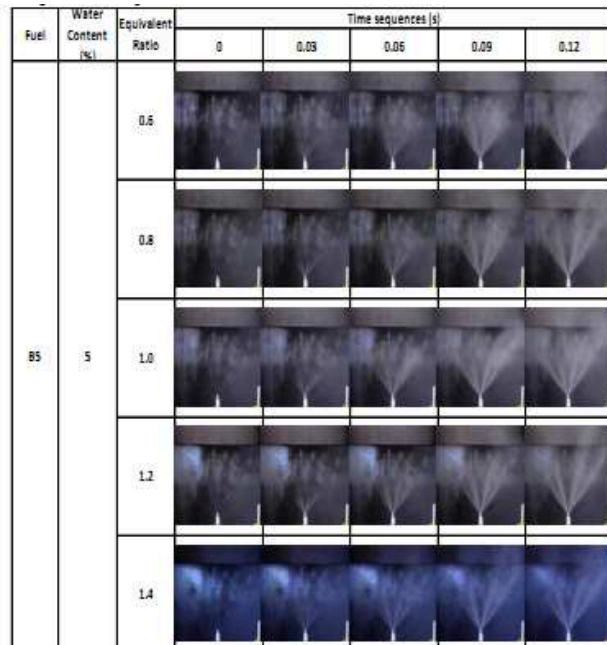 Fuel
Water
Content
(%)
Equivalent
Ratio
Time sequences (s)
0
0.03
0.06
0.09
0.12
B5
5
0.6
0.8
1.0
1.2
1.4